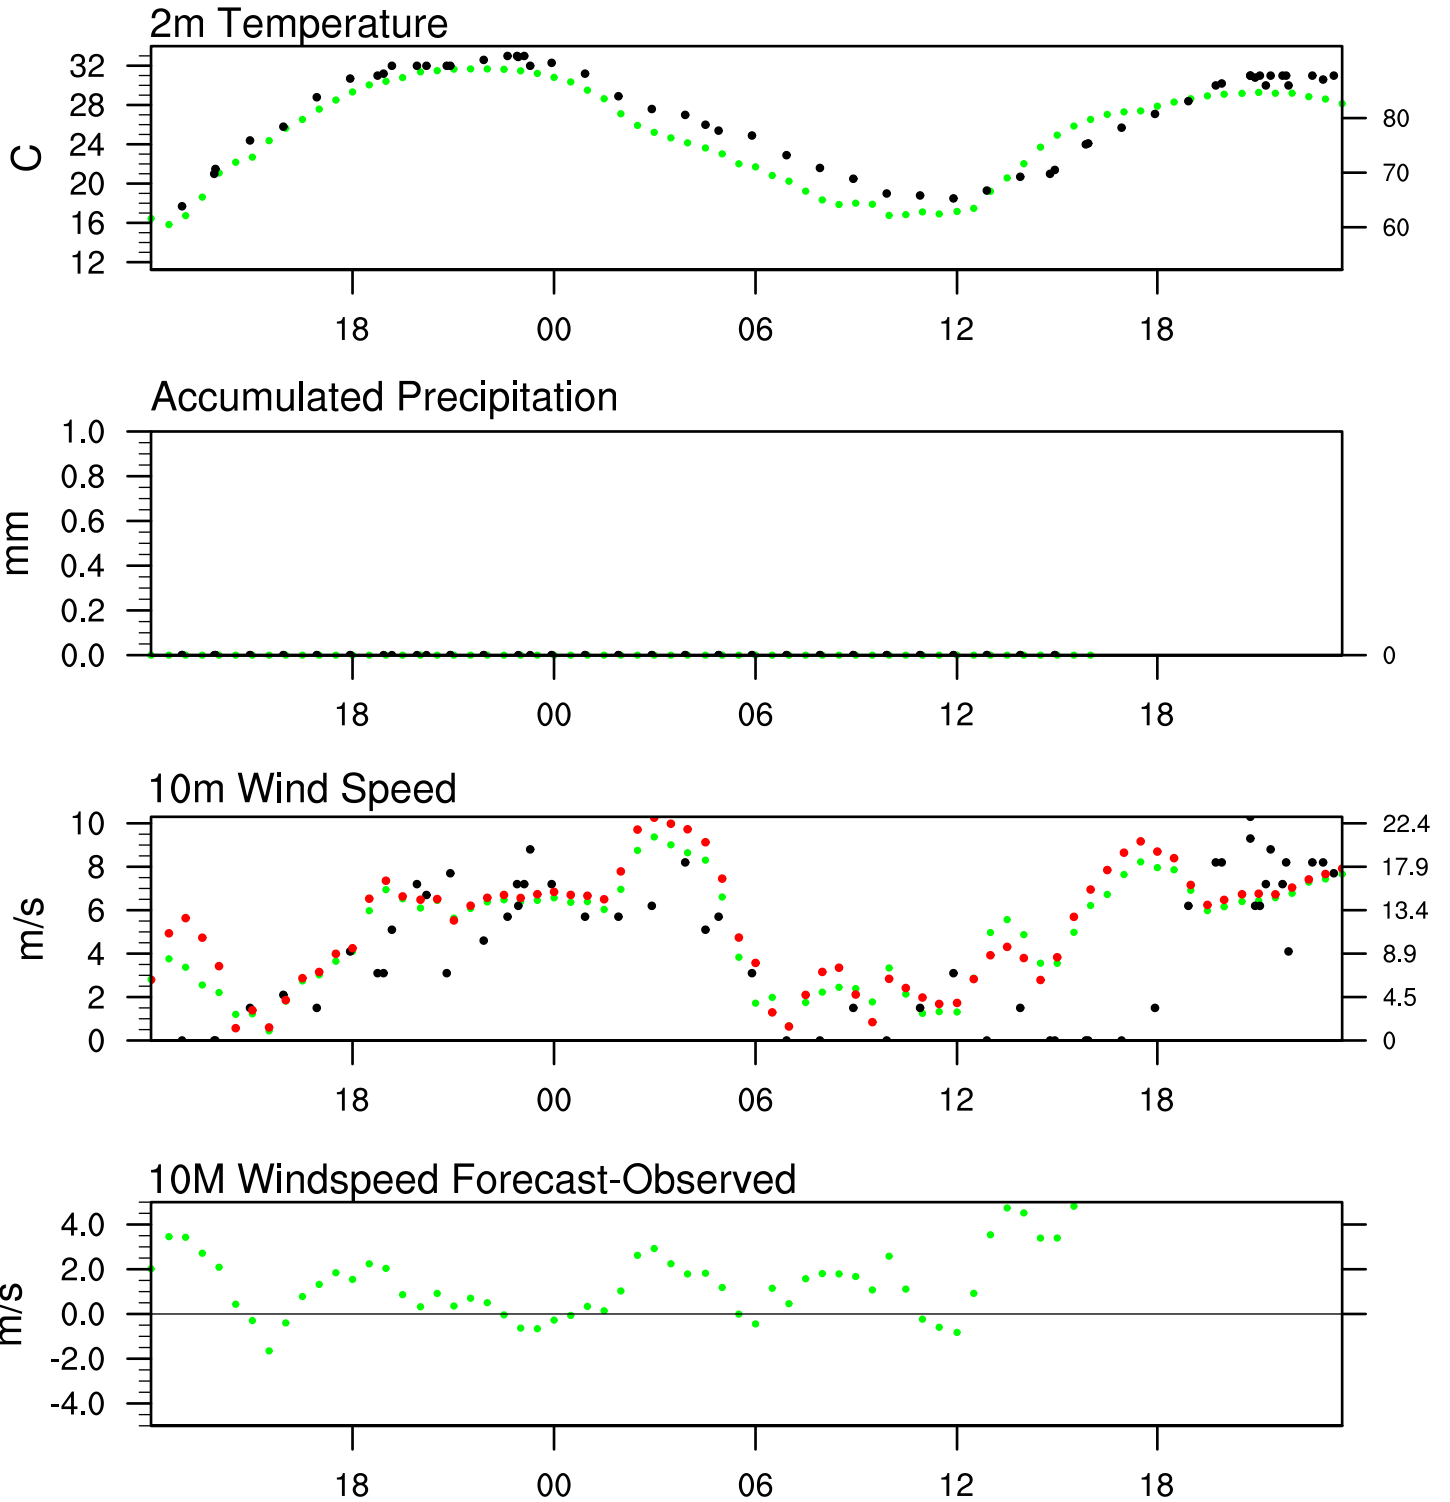 2m Temperature
32
28
24
20
16
12
C
80
70
60
18 00 06 12 18
Accumulated Precipitation
1.0
0.8
0.6
0.4
0.2
0.0
mm
0
18 00 06 12 18
10m Wind Speed
10
8
6
4
2
0
m/s
22.4
17.9
13.4
8.9
4.5
0
18 00 06 12 18
10M Windspeed Forecast-Observed
4.0
2.0
0.0
-2.0
-4.0
m/s
18 00 06 12 18